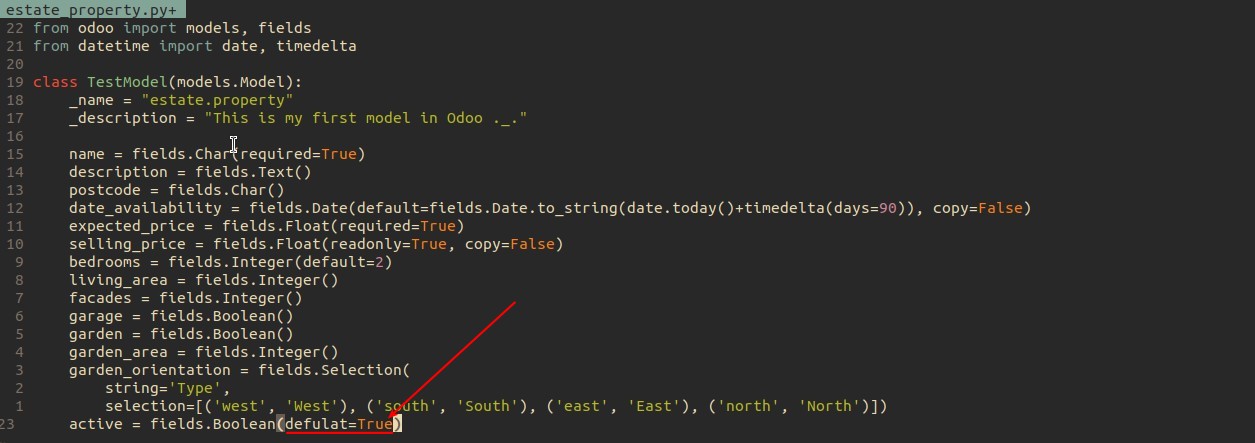 estate_property.py+
22 from odoo import models, fields
21 from datetime import date, timedelta
20
19 class TestModel(models.Model):
18     _name = "estate.property"
17     _description = "This is my first model in Odoo ._."
16
15     name = fields.Char(required=True)
14     description = fields.Text()
13     postcode = fields.Char()
12     date_availability = fields.Date(default=fields.Date.to_string(date.today()+timedelta(days=90)), copy=False)
11     expected_price = fields.Float(required=True)
10     selling_price = fields.Float(readonly=True, copy=False)
9     bedrooms = fields.Integer(default=2)
8     living_area = fields.Integer()
7     facades = fields.Integer()
6     garage = fields.Boolean()
5     garden = fields.Boolean()
4     garden_area = fields.Integer()
3     garden_orientation = fields.Selection(
2         string='Type',
1         selection=[('west', 'West'), ('south', 'South'), ('east', 'East'), ('north', 'North')])
23     active = fields.Boolean(defulat=True)